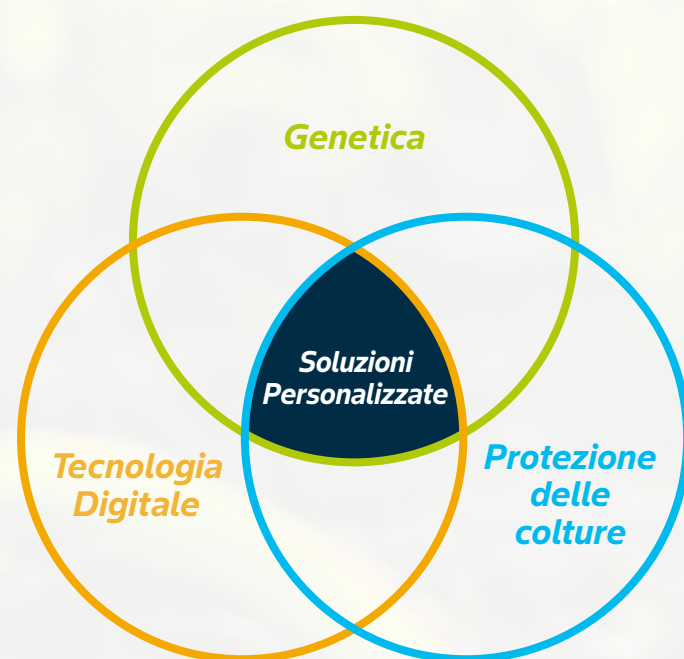 Genetica
Soluzioni
Personalizzate
Tecnologia
Digitale
Protezione
delle
colture